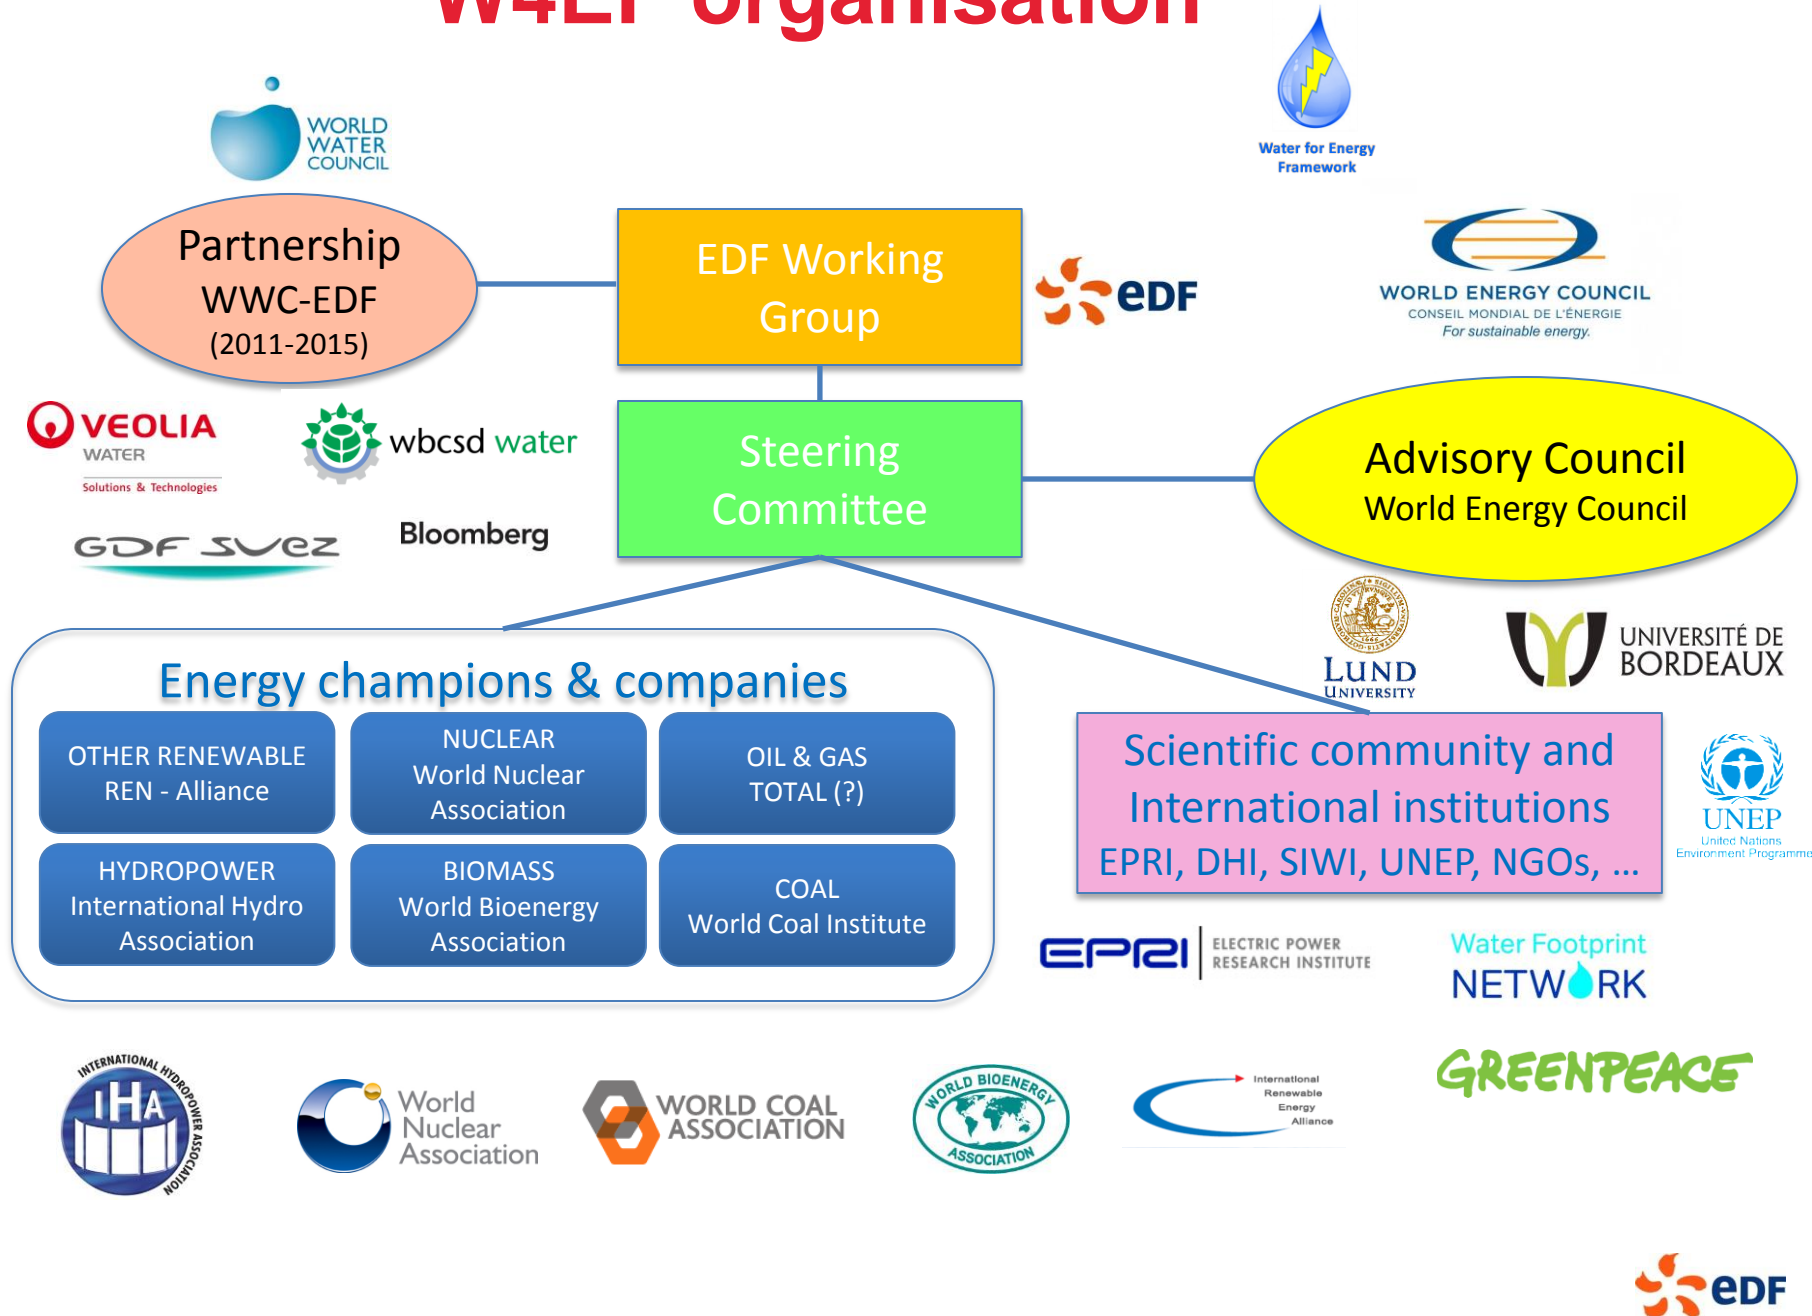 W4EF organisation
Water for Energy
Framework
WORLD
WATER
COUNCIL
Partnership
WWC-EDF
(2011-2015)
EDF Working
Group
eDF
WORLD ENERGY COUNCIL
CONSEIL MONDIAL DE L'ÉNERGIE
For sustainable energy.
VEOLIA
WATER
Solutions & Technologies
wbcsd water
GDF SUEZ
Bloomberg
Steering
Committee
Advisory Council
World Energy Council
LUND
UNIVERSITY
UNIVERSITÉ DE
BORDEAUX
Energy champions & companies
OTHER RENEWABLE
REN - Alliance
NUCLEAR
World Nuclear
Association
OIL & GAS
TOTAL (?)
HYDROPOWER
International Hydro
Association
BIOMASS
World Bioenergy
Association
COAL
World Coal Institute
Scientific community and
International institutions
EPRI, DHI, SIWI, UNEP, NGOs, ...
UNEP
United Nations
Environment Programme
EPRI
ELECTRIC POWER
RESEARCH INSTITUTE
Water Footprint
NETWORK
INTERNATIONAL HYDROPOWER ASSOCIATION
IHA
World
Nuclear
Association
WORLD COAL
ASSOCIATION
WORLD BIOENERGY
ASSOCIATION
International
Renewable
Energy
Alliance
GREENPEACE
eDF